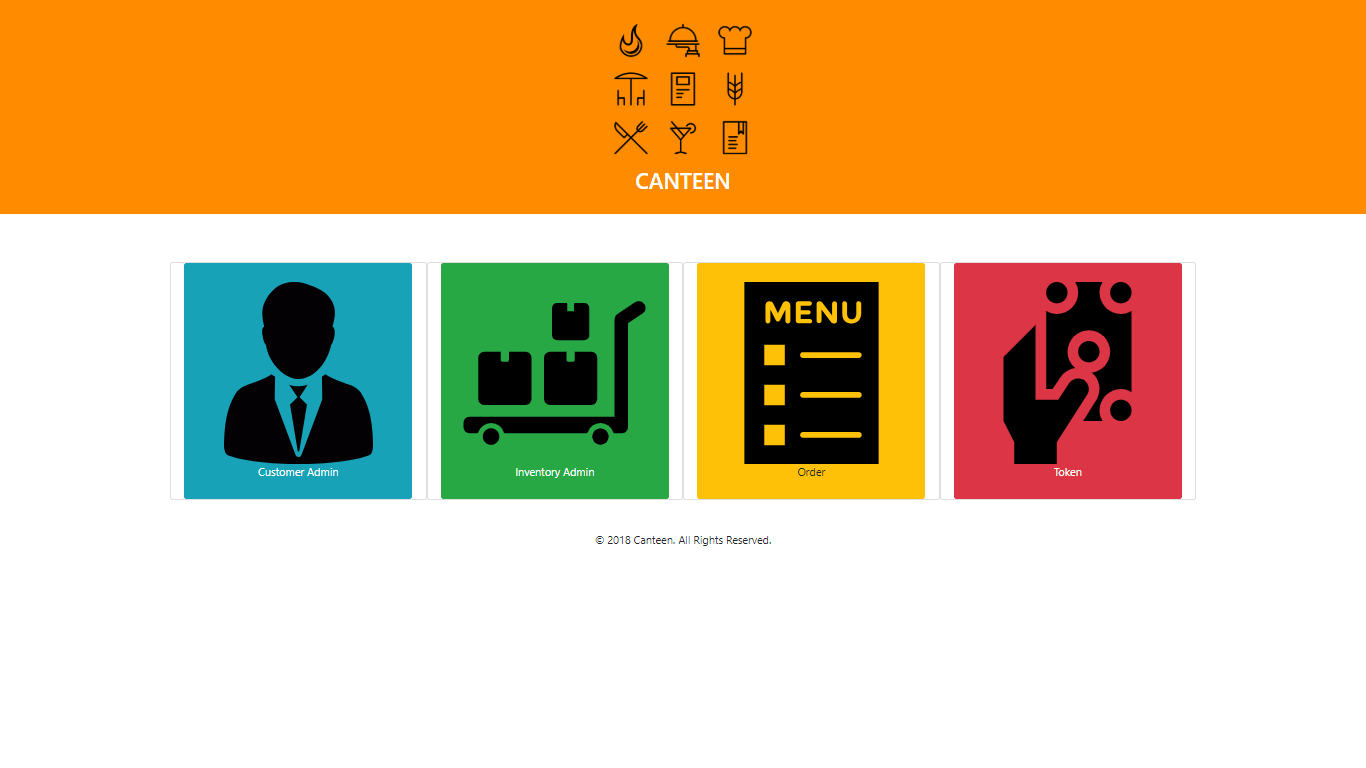 CANTEEN
MENU
Customer Admin
Inventory Admin
Order
Token
© 2018 Canteen. All Rights Reserved.